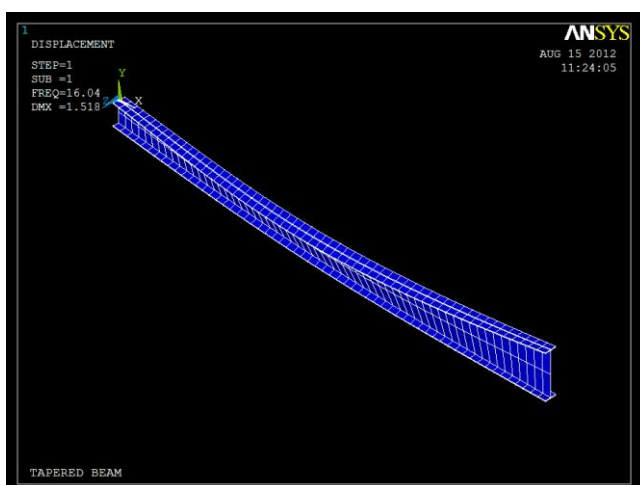 1
DISPLACEMENT
STEP=1
SUB =1
FREQ=16.04
DMX =1.518
ANSYS
AUG 15 2012
11:24:05
Y
Z
X
TAPERED BEAM